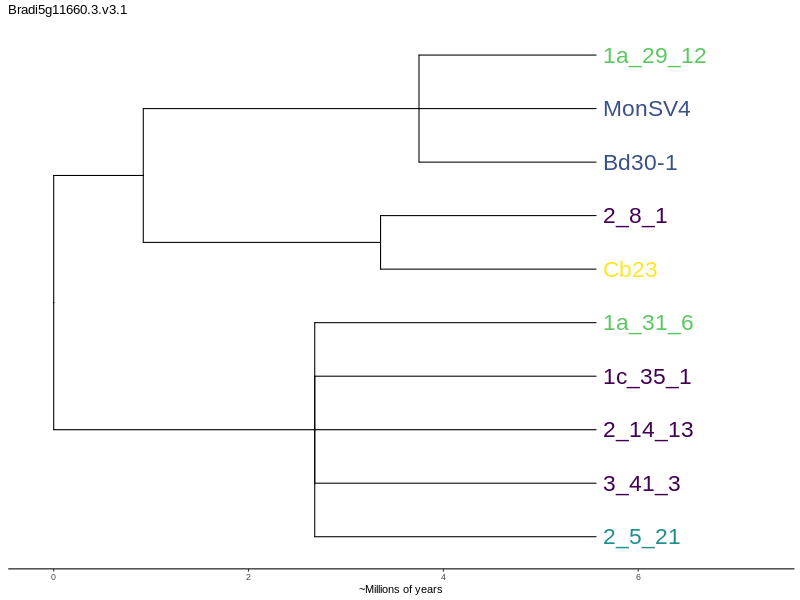 Bradi5g11660.3.v3.1
1a_29_12
MonSV4
Bd30-1
2_8_1
Cb23
1a_31_6
1c_35_1
2_14_13
3_41_3
2_5_21
0 2 4 6
~Millions of years